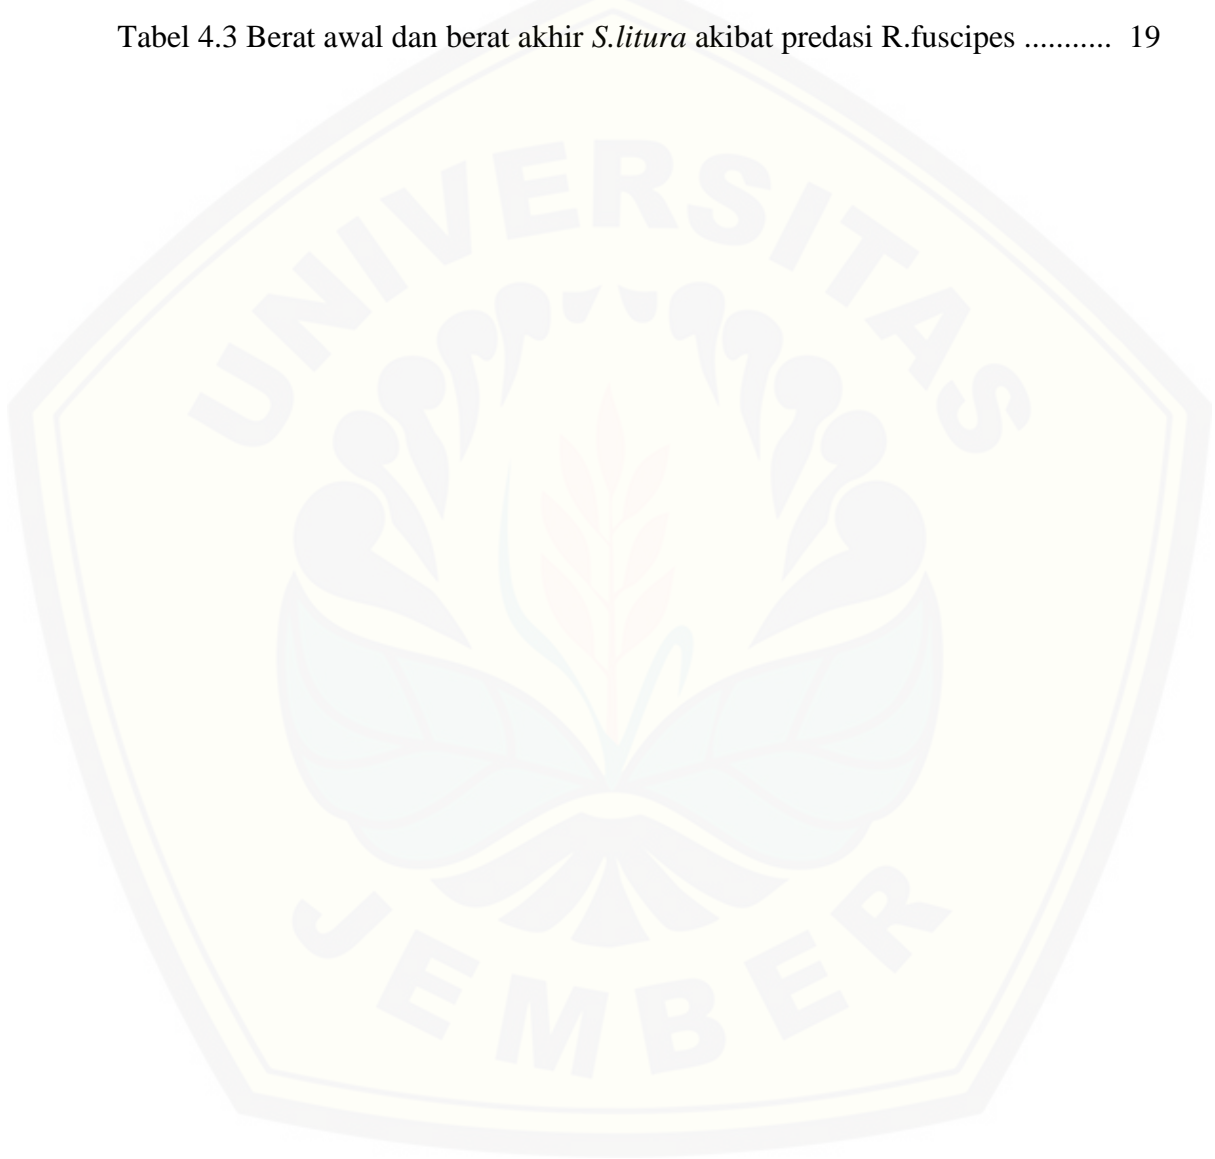 Tabel 4.3 Berat awal dan berat akhir S.litura akibat predasi R.fuscipes ........... 19
UNIVERSITAS
JEMBER